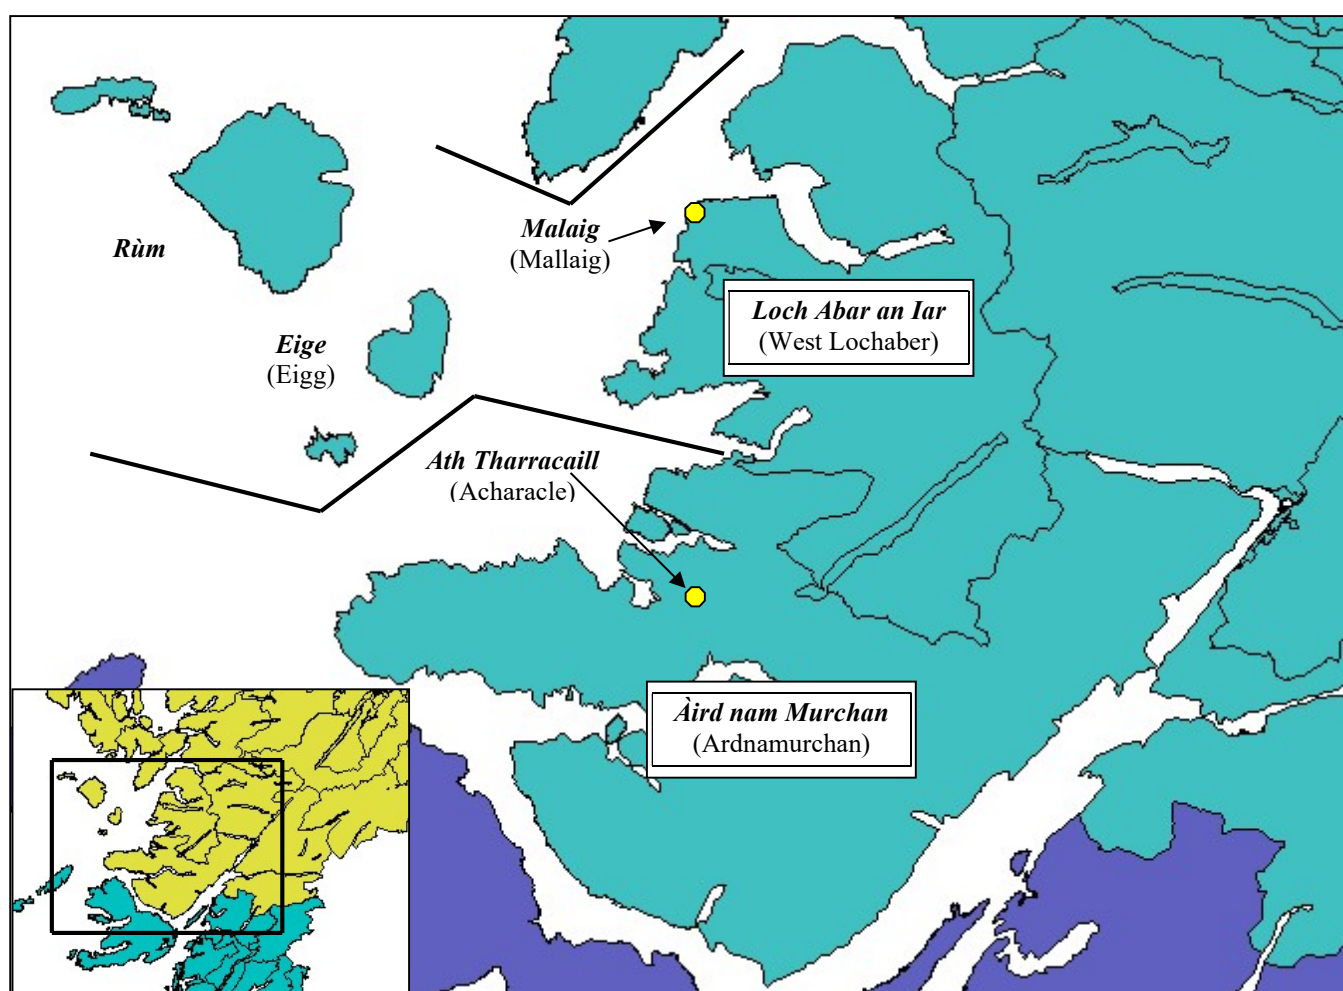 Malaig
(Mallaig)
Rùm
Loch Abar an Iar
(West Lochaber)
Eige
(Eigg)
Ath Tharracaill
(Acharacle)
Àird nam Murchan
(Ardnamurchan)